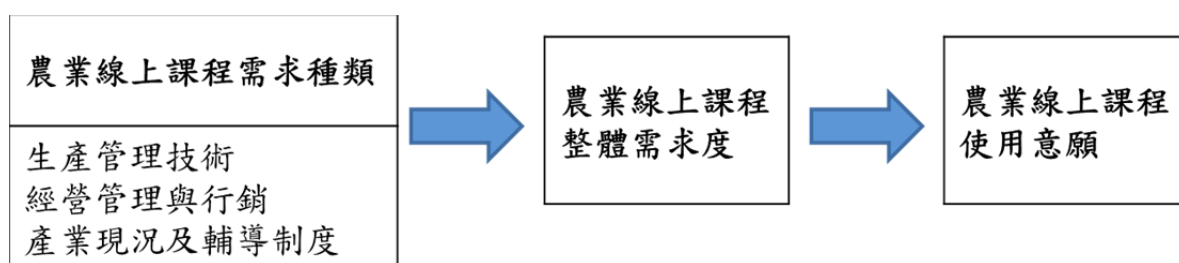 農業線上課程需求種類
生產管理技術
經營管理與行銷
產業現況及輔導制度
農業線上課程
整體需求度
農業線上課程
使用意願